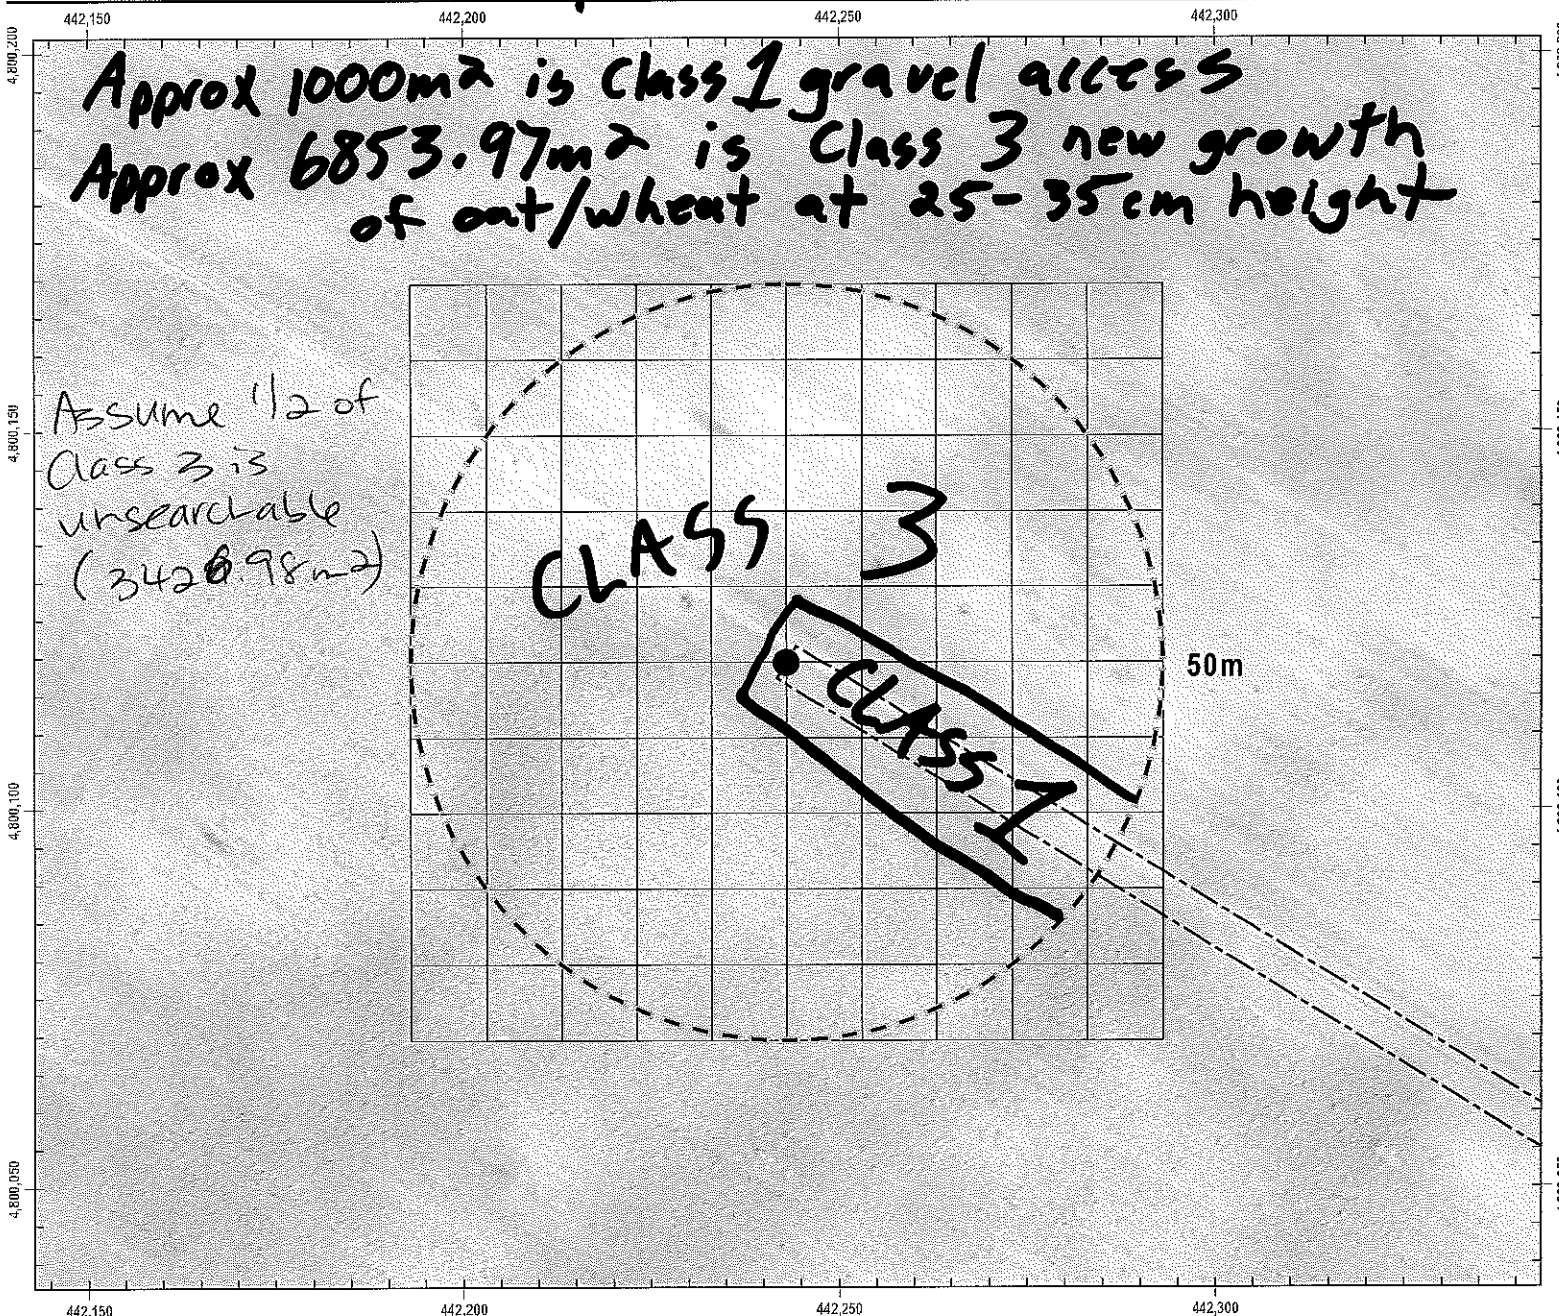 442,150 442,200 442,250 442,300
4,800,200
Approx 1000m² is Class 1 gravel access
Approx 6853.97m² is Class 3 new growth
of oat/wheat at 25-35cm height
Assume 1/2 of
Class 3 is
unsearchable
(3426.98m²)
4,800,150
CLASS 3
50m
CLASS 1
4,800,100
4,800,050
442,150 442,200 442,250 442,300